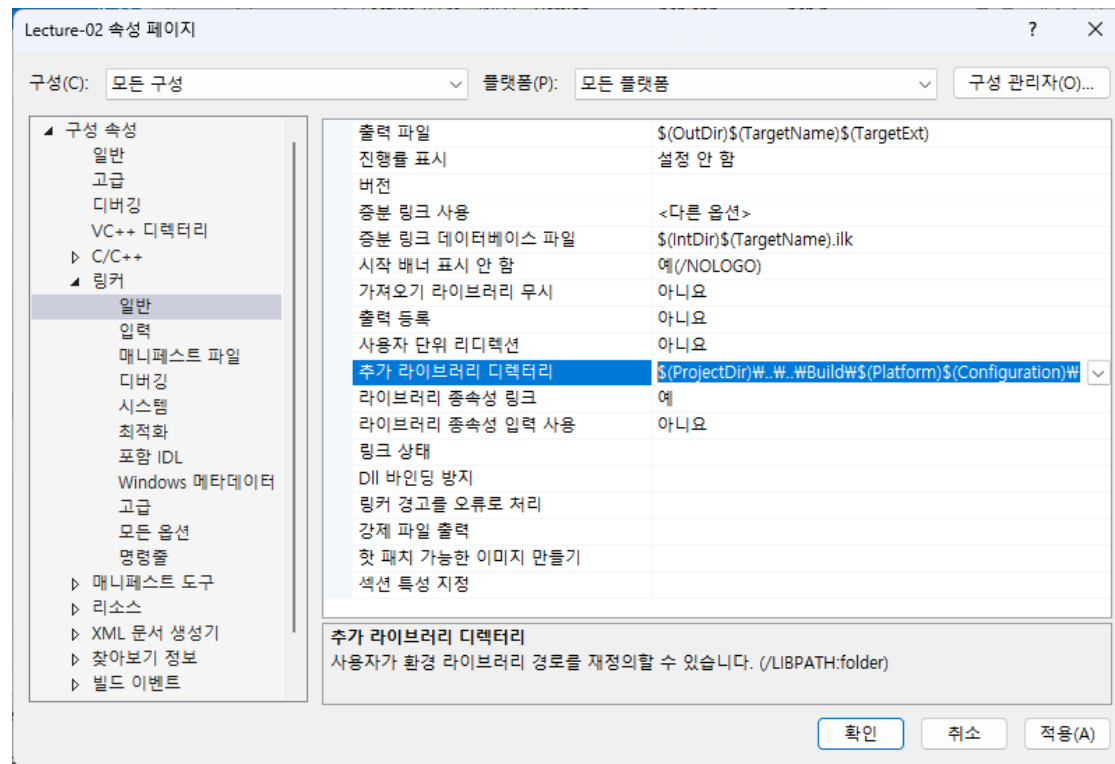 Lecture-02 속성 페이지 ? ×
구성(C): 모든 구성 플랫폼(P): 모든 플랫폼 구성 관리자(O)...
구성 속성
일반
고급
디버깅
VC++ 디렉터리
C/C++
링커
일반
입력
매니페스트 파일
디버깅
시스템
최적화
포함 IDL
Windows 메타데이터
고급
모든 옵션
명령줄
매니페스트 도구
리소스
XML 문서 생성기
찾아보기 정보
빌드 이벤트
출력 파일 $(OutDir)$(TargetName)$(TargetExt)
진행률 표시 설정 안 함
버전
증분 링크 사용 <다른 옵션>
증분 링크 데이터베이스 파일 $(IntDir)$(TargetName).ilk
시작 배너 표시 안 함 예(/NOLOGO)
가져오기 라이브러리 무시 아니요
출력 등록 아니요
사용자 단위 리디렉션 아니요
추가 라이브러리 디렉터리 $(ProjectDir)₩..₩..₩Build₩$(Platform)$(Configuration)₩
라이브러리 종속성 링크 예
라이브러리 종속성 입력 사용 아니요
링크 상태
Dll 바인딩 방지
링커 경고를 오류로 처리
강제 파일 출력
핫 패치 가능한 이미지 만들기
섹션 특성 지정
추가 라이브러리 디렉터리
사용자가 환경 라이브러리 경로를 재정의할 수 있습니다. (/LIBPATH:folder)
확인 취소 적용(A)